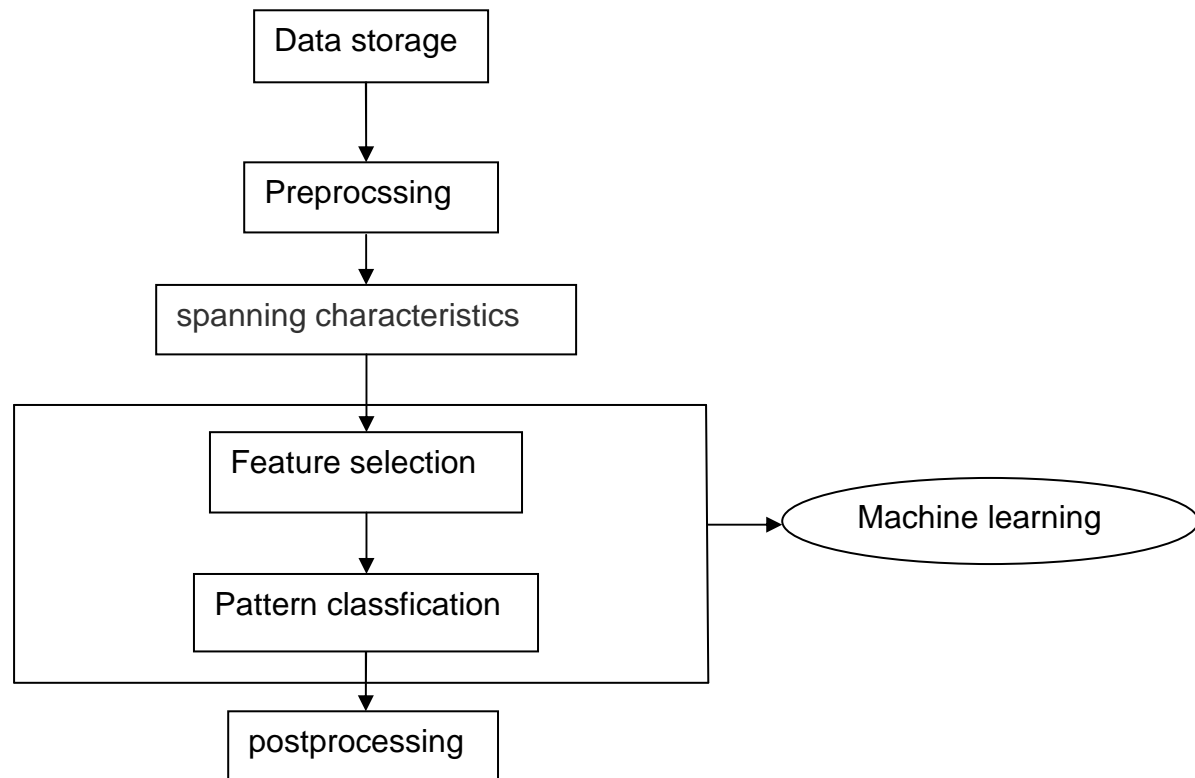 Data storage
Preprocssing
spanning characteristics
Feature selection
Machine learning
Pattern classfication
postprocessing